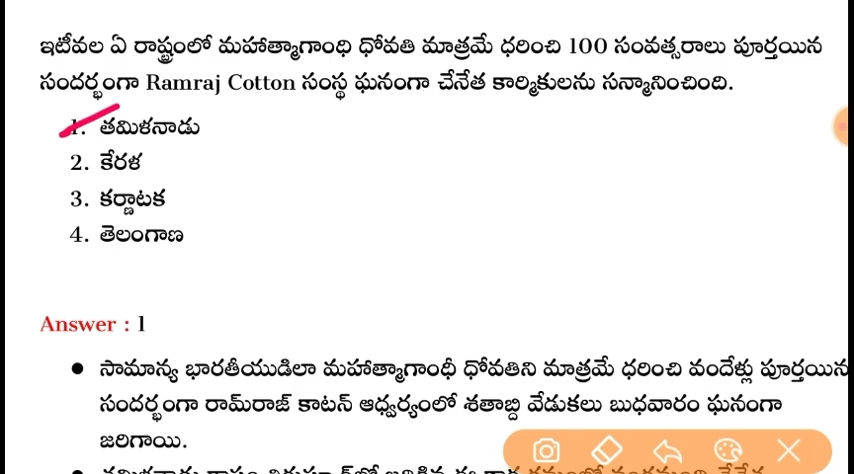 ఇటీవల ఏ రాష్ట్రంలో మహాత్మాగాంధి ధోవతి మాత్రమే ధరించి 100 సంవత్సరాలు పూర్తయిన
సందర్భంగా Ramraj Cotton సంస్థ ఘనంగా చేనేత కార్మికులను సన్మానించింది.
1. తమిళనాడు
2. కేరళ
3. కర్ణాటక
4. తెలంగాణ
Answer : 1
● సామాన్య భారతీయుడిలా మహాత్మాగాంధీ ధోవతిని మాత్రమే ధరించి వందేళ్లు పూర్తయిన
సందర్భంగా రామ్‌రాజ్ కాటన్ ఆధ్వర్యంలో శతాబ్ది వేడుకలు బుధవారం ఘనంగా
జరిగాయి.